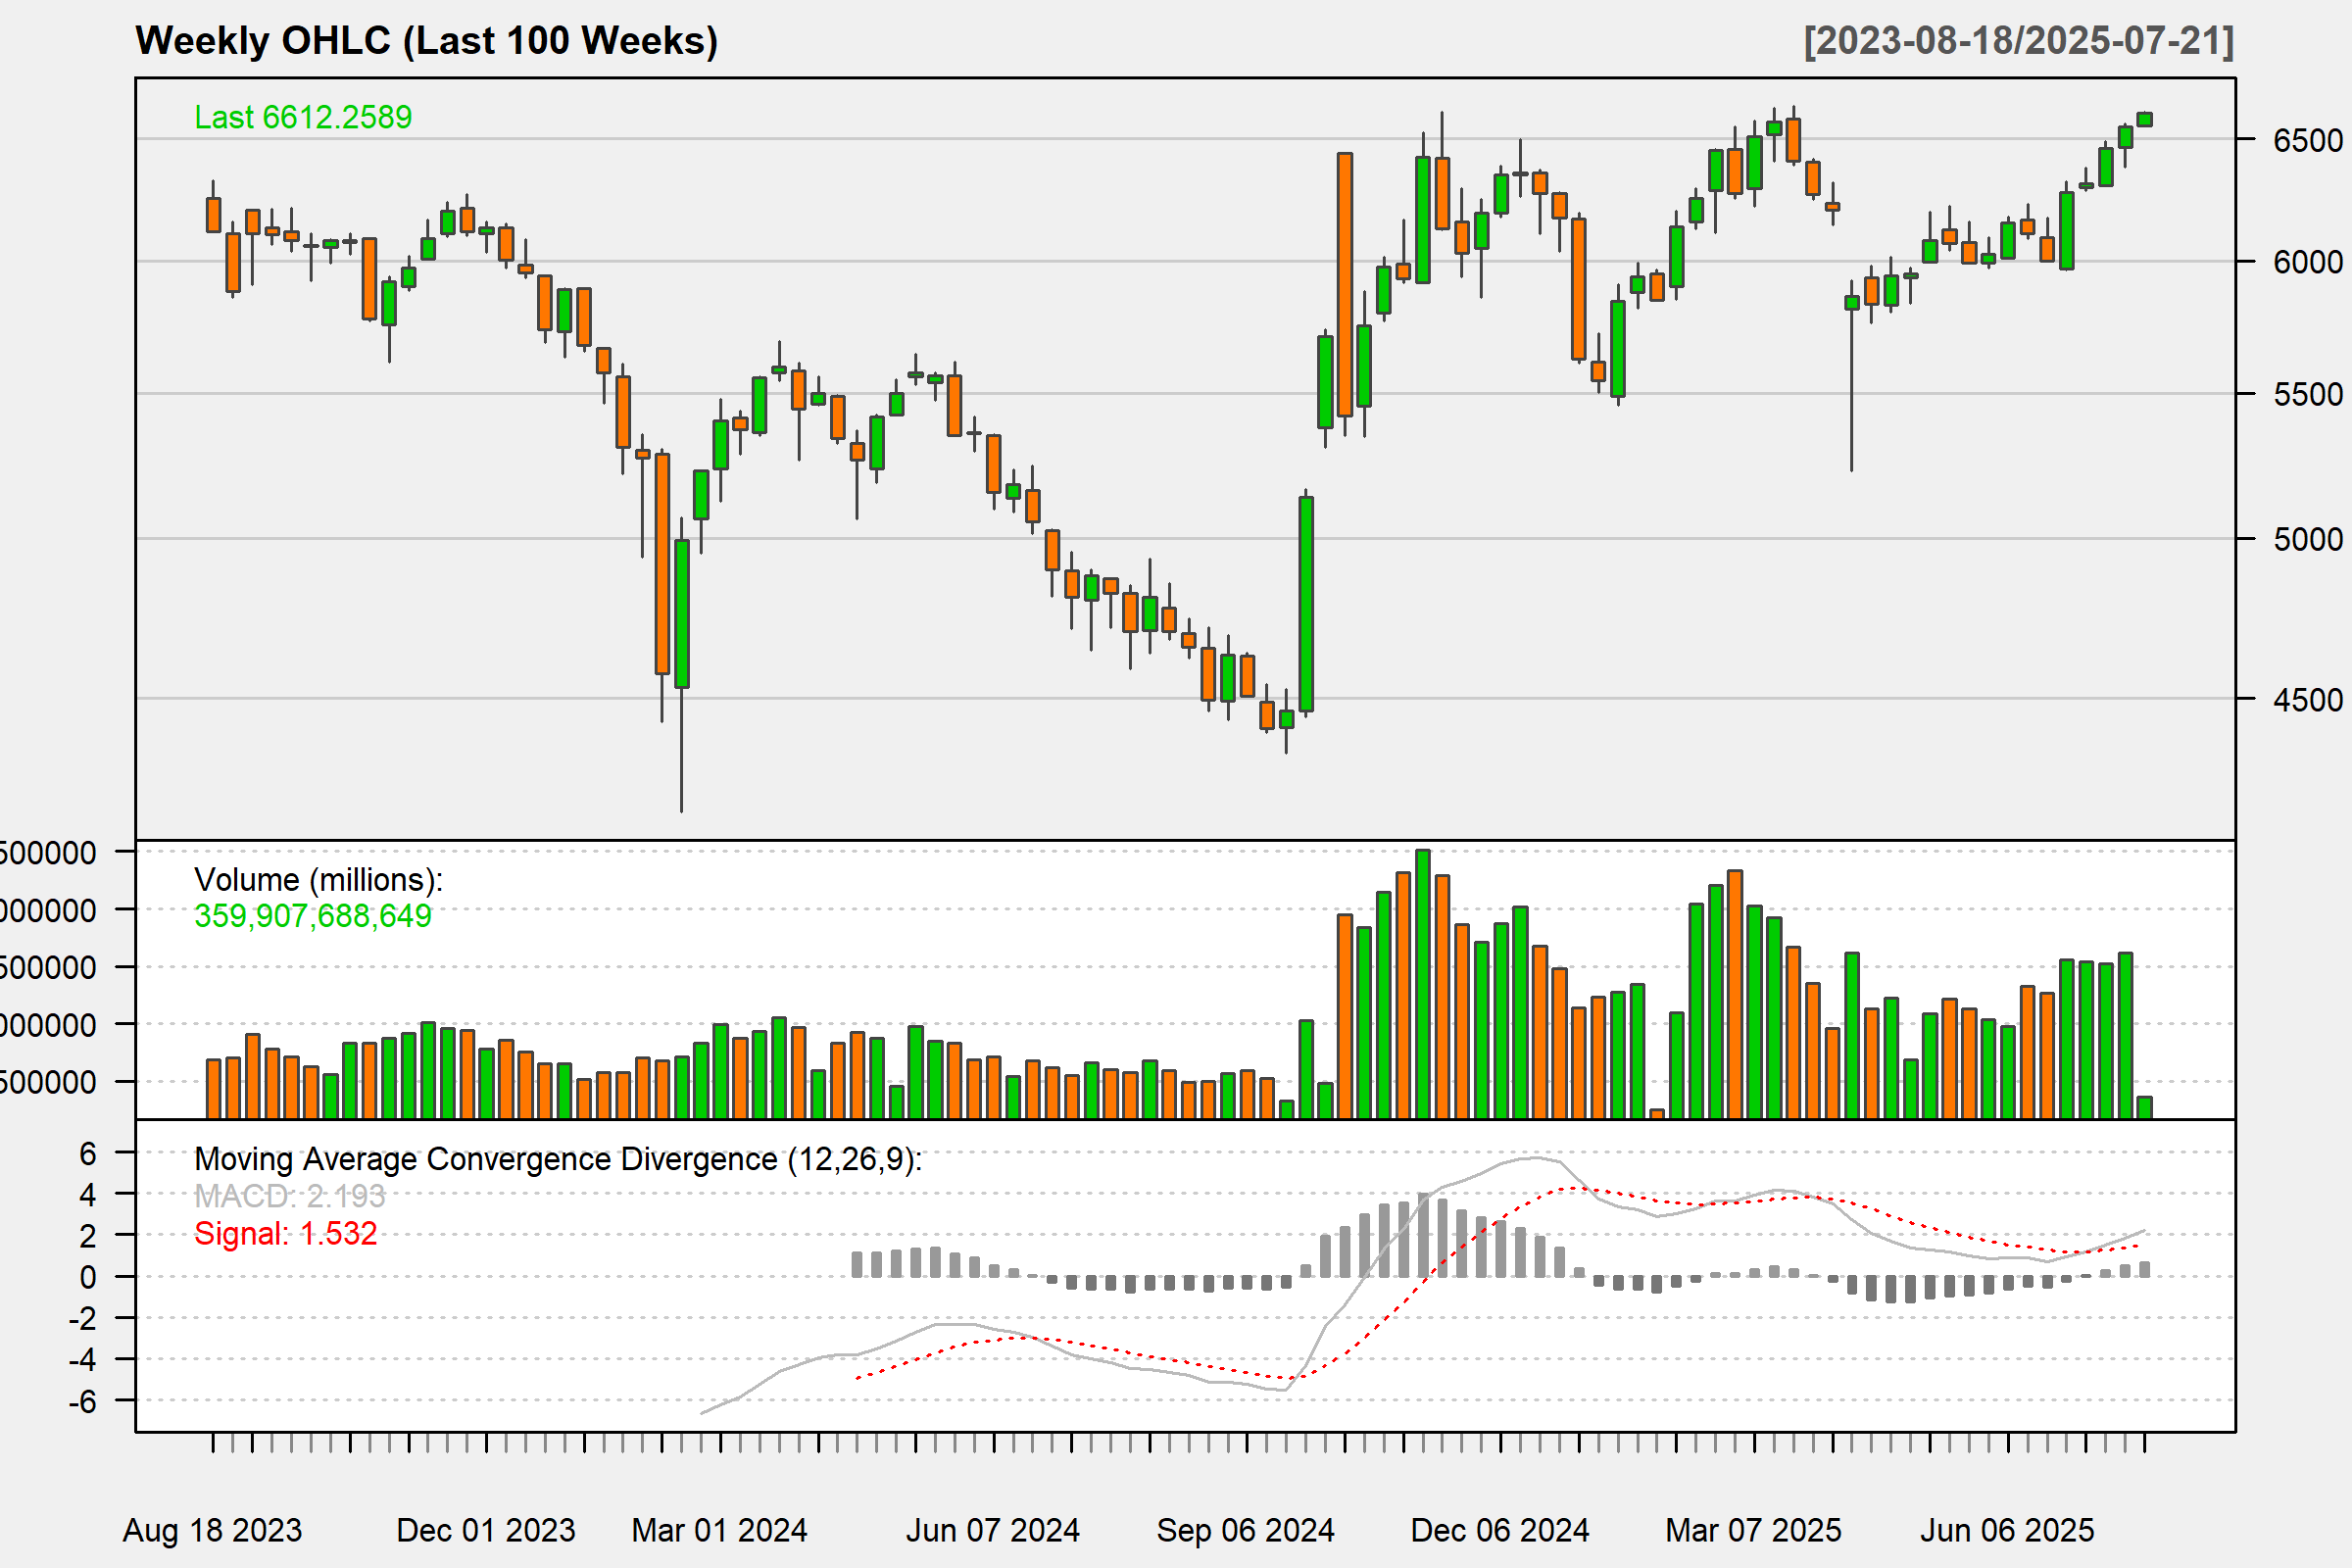 Weekly OHLC (Last 100 Weeks) [2023-08-18/2025-07-21]
Last 6612.2589
6500
6000
5500
5000
4500
500000
Volume (millions):
000000
359,907,688,649
500000
000000
500000
6
Moving Average Convergence Divergence (12,26,9):
4
MACD: 2.193
2
Signal: 1.532
0
-2
-4
-6
Aug 18 2023 Dec 01 2023 Mar 01 2024 Jun 07 2024 Sep 06 2024 Dec 06 2024 Mar 07 2025 Jun 06 2025